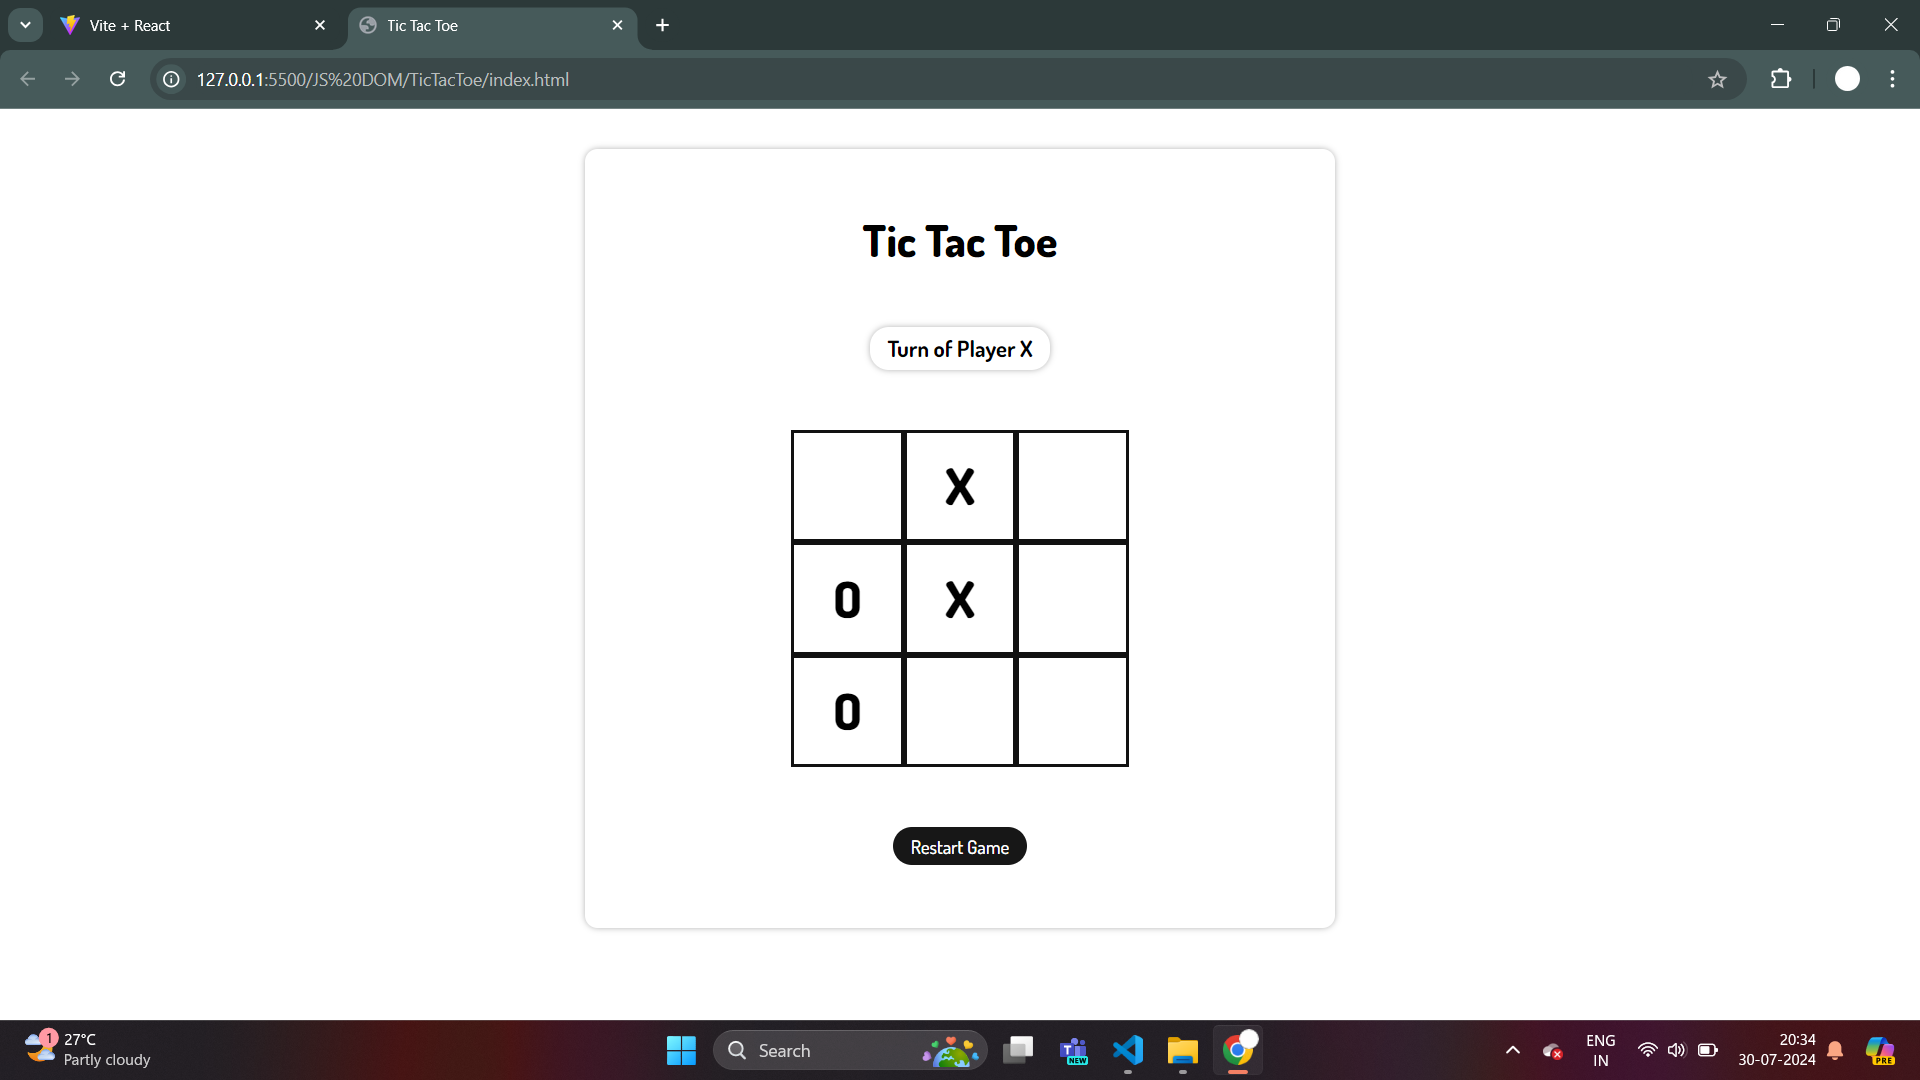 Vite + React
Tic Tac Toe
127.0.0.1:5500/JS%20DOM/TicTacToe/index.html
Tic Tac Toe
Turn of Player X
X
O X
O
Restart Game
1
27°C
Partly cloudy
Search
T
NEW
ENG
IN
20:34
30-07-2024
PRE